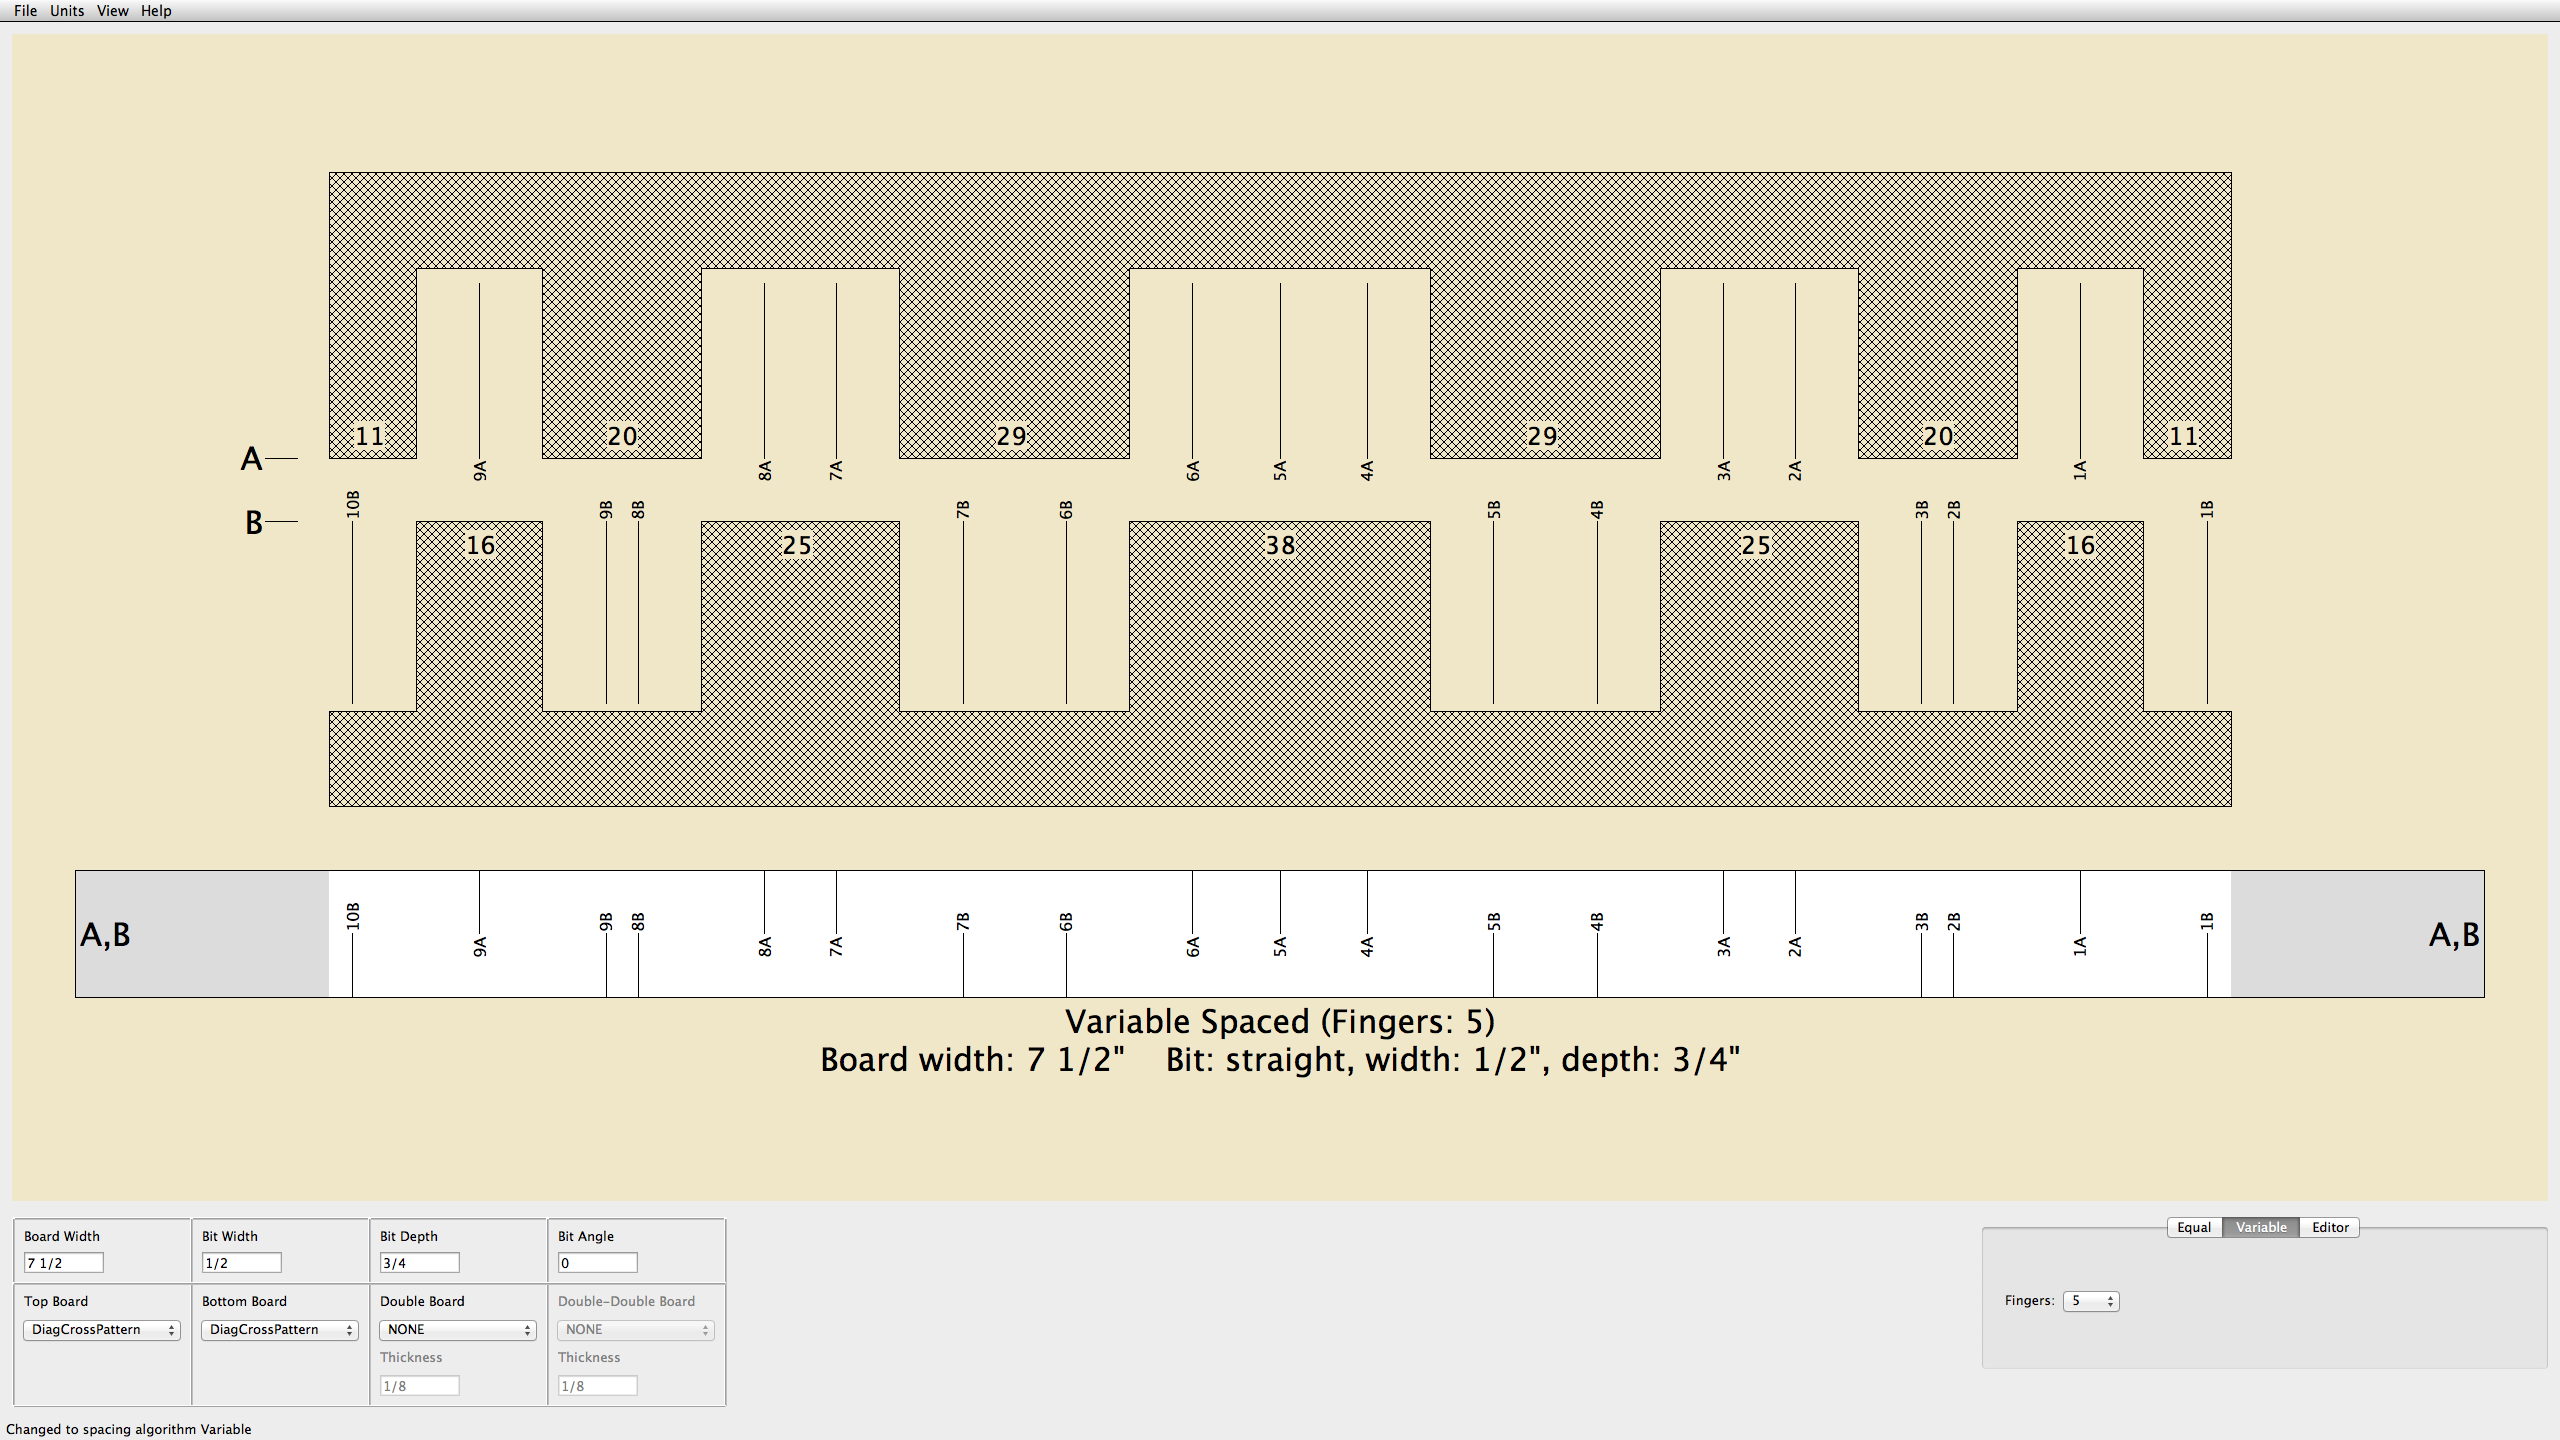 File Units View Help
11 20 29 29 20 11
A
9A 8A 7A 6A 5A 4A 3A 2A 1A
10B 9B 8B 7B 6B 5B 4B 3B 2B 1B
B
16 25 38 25 16
10B 9B 8B 7B 6B 5B 4B 3B 2B 1B
A,B A,B
9A 8A 7A 6A 5A 4A 3A 2A 1A
Variable Spaced (Fingers: 5)
Board width: 7 1/2" Bit: straight, width: 1/2", depth: 3/4"
Equal Variable Editor
Board Width Bit Width Bit Depth Bit Angle
7 1/2 1/2 3/4 0
Top Board Bottom Board Double Board Double-Double Board
Fingers: 5
DiagCrossPattern DiagCrossPattern NONE NONE
Thickness Thickness
1/8 1/8
Changed to spacing algorithm Variable